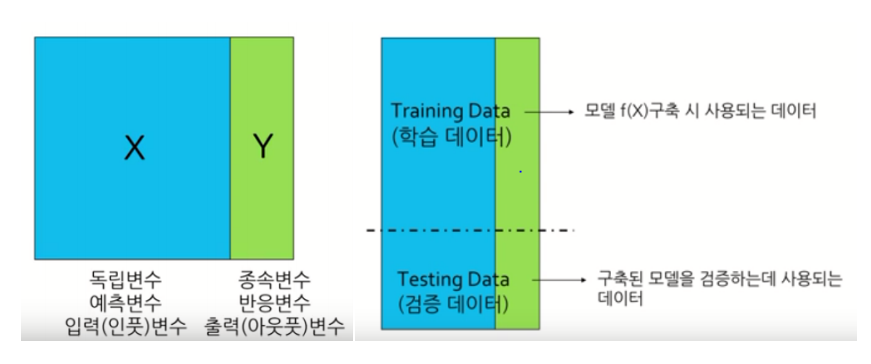 X
Y
독립변수
예측변수
입력(인풋)변수
종속변수
반응변수
출력(아웃풋)변수
Training Data
(학습 데이터)
모델 f(X)구축 시 사용되는 데이터
Testing Data
(검증 데이터)
구축된 모델을 검증하는데 사용되는
데이터